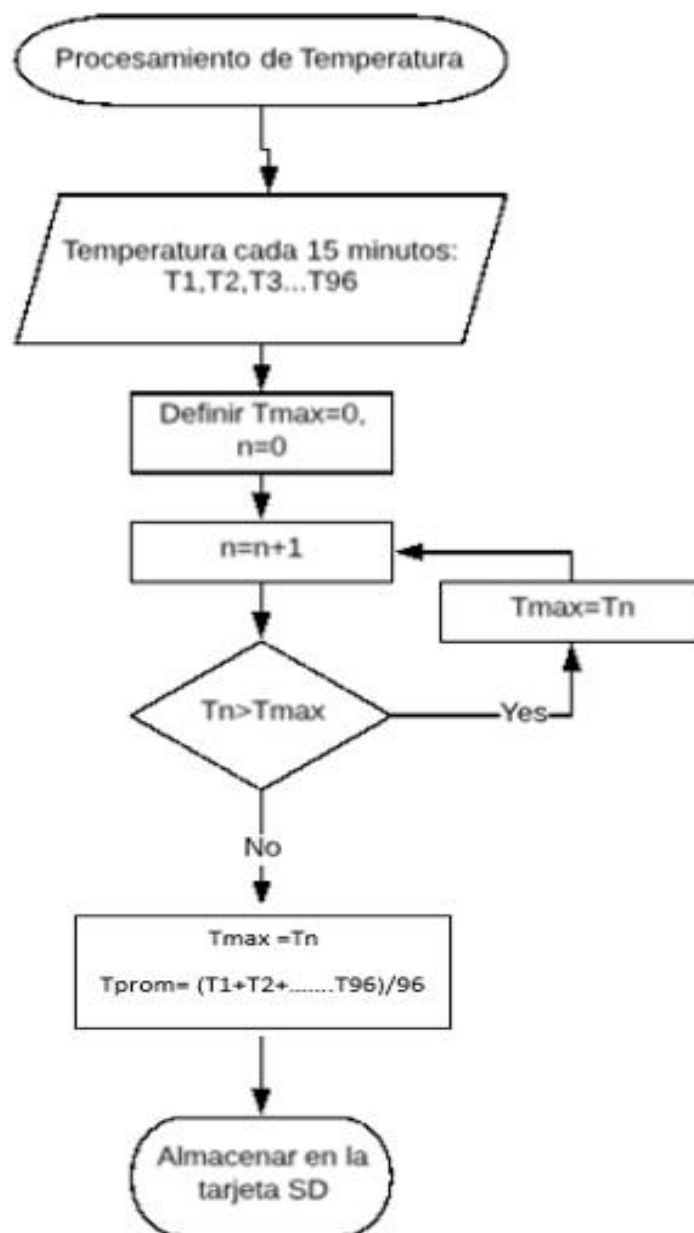 Procesamiento de Temperatura
Temperatura cada 15 minutos:
T1,T2,T3...T96
Definir Tmax=0,
n=0
n=n+1
Tmax=Tn
Tn>Tmax
Yes
No
Tmax =Tn
Tprom= (T1+T2+.......T96)/96
Almacenar en la
tarjeta SD